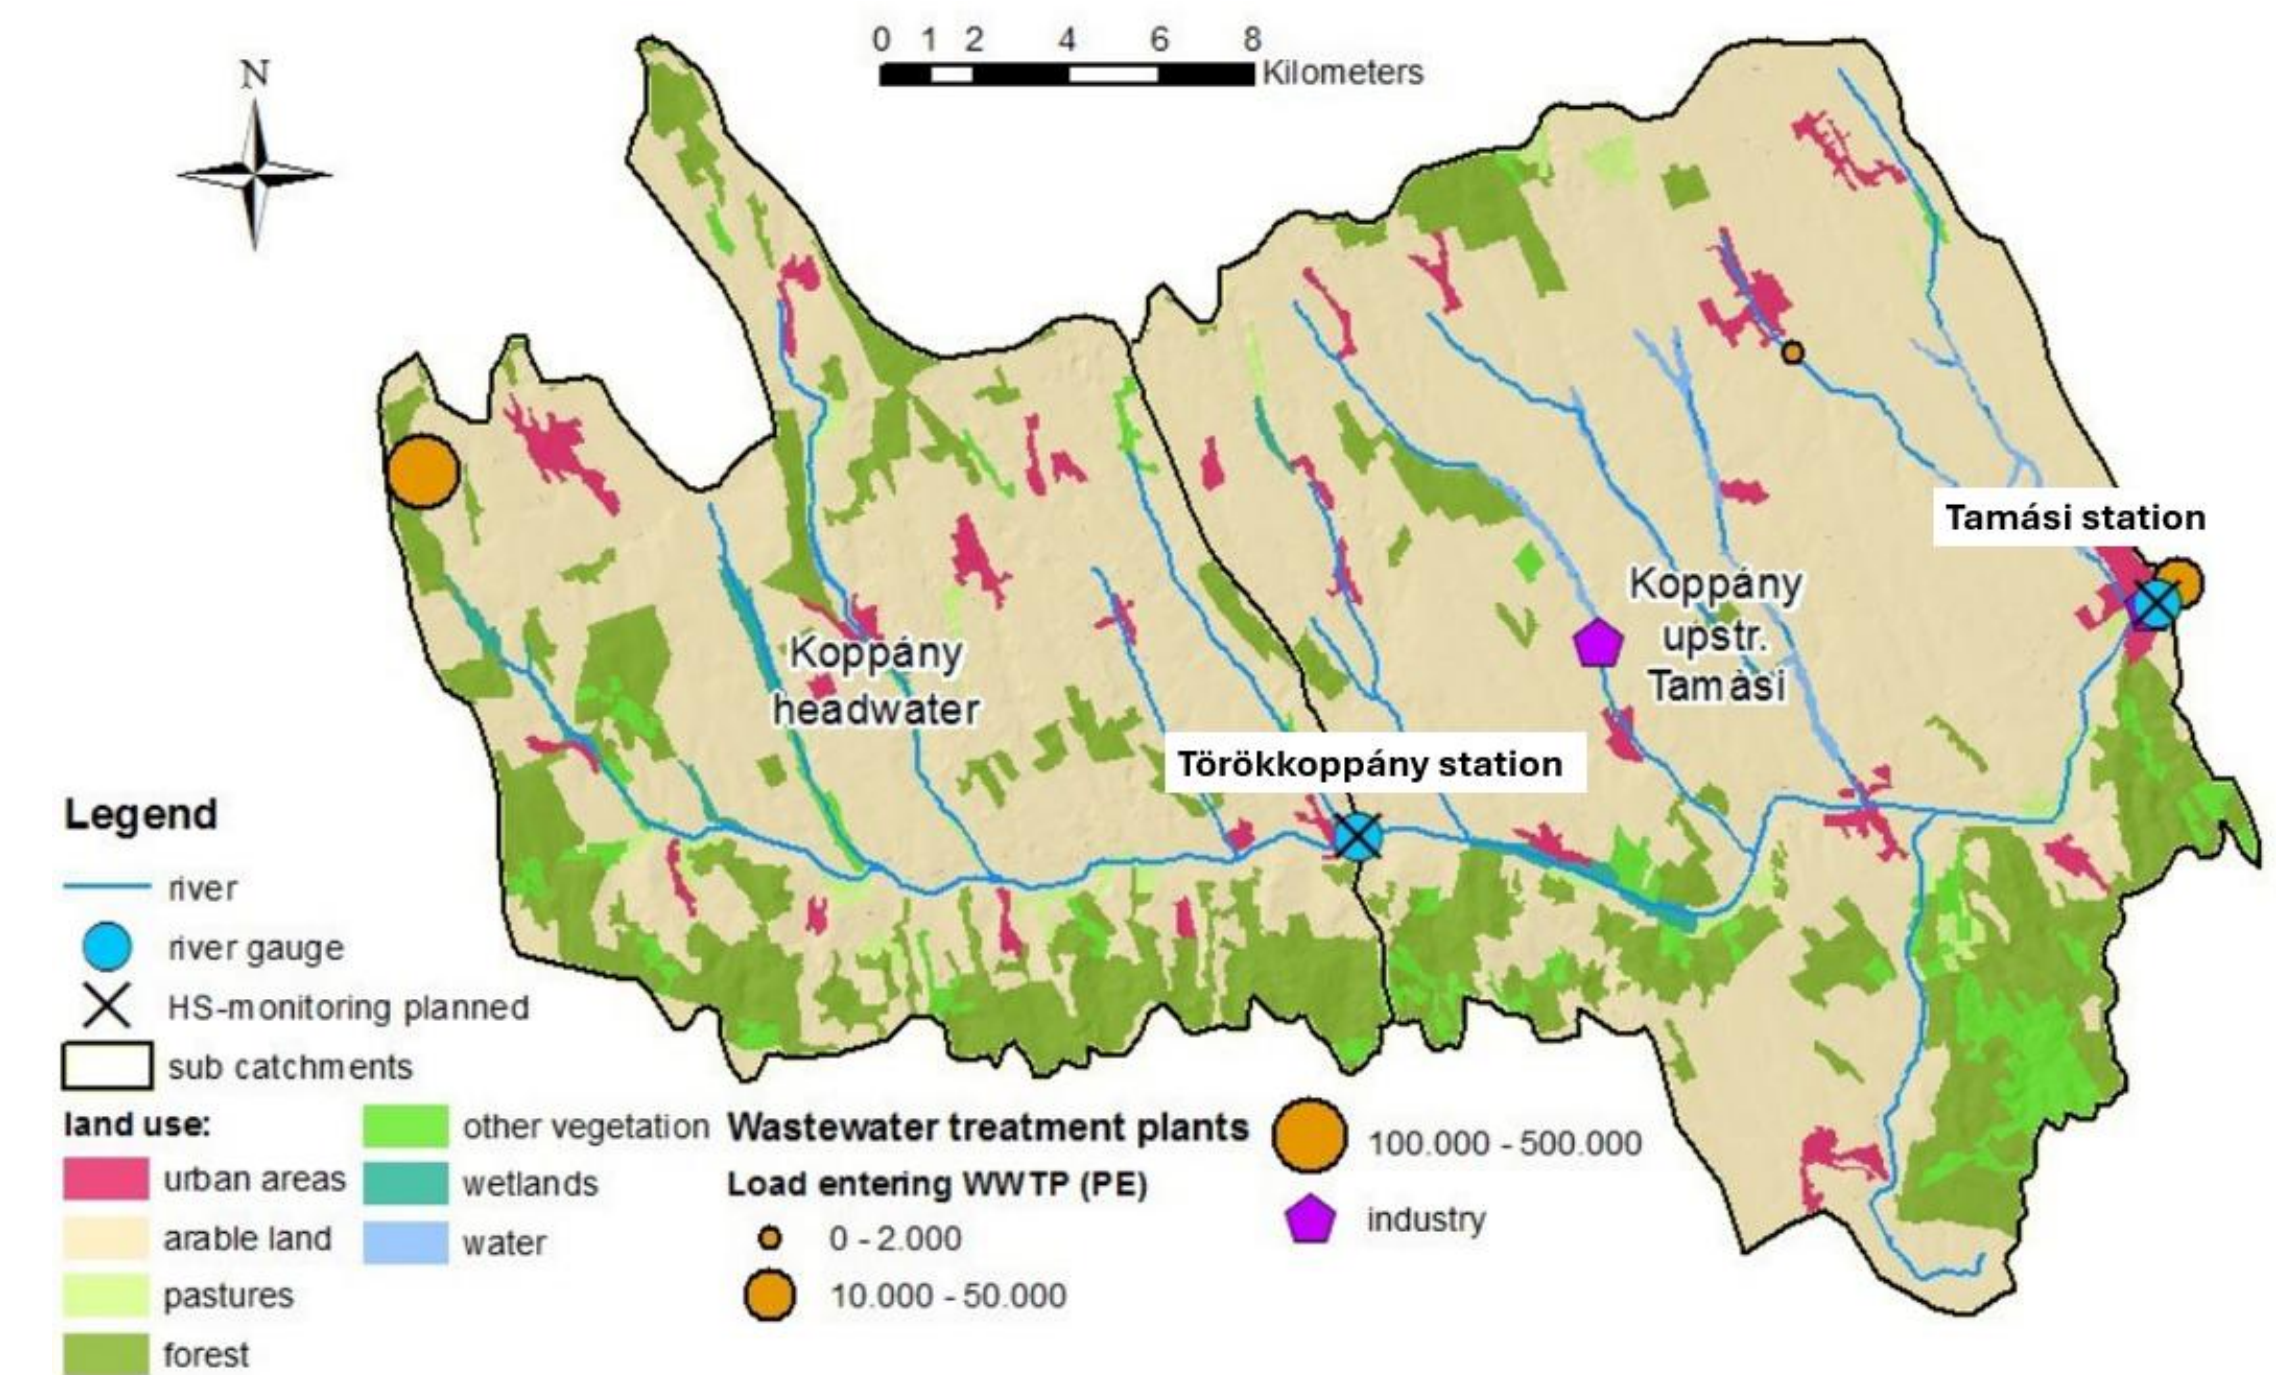 0 1 2 4 6 8
Kilometers
N
Tamási station
Koppány
upstr.
Tamási
Koppány
headwater
Törökkoppány station
Legend
river
river gauge
HS-monitoring planned
sub catchments
land use:
urban areas
arable land
pastures
forest
other vegetation
wetlands
water
Wastewater treatment plants
Load entering WWTP (PE)
0 - 2.000
10.000 - 50.000
100.000 - 500.000
industry